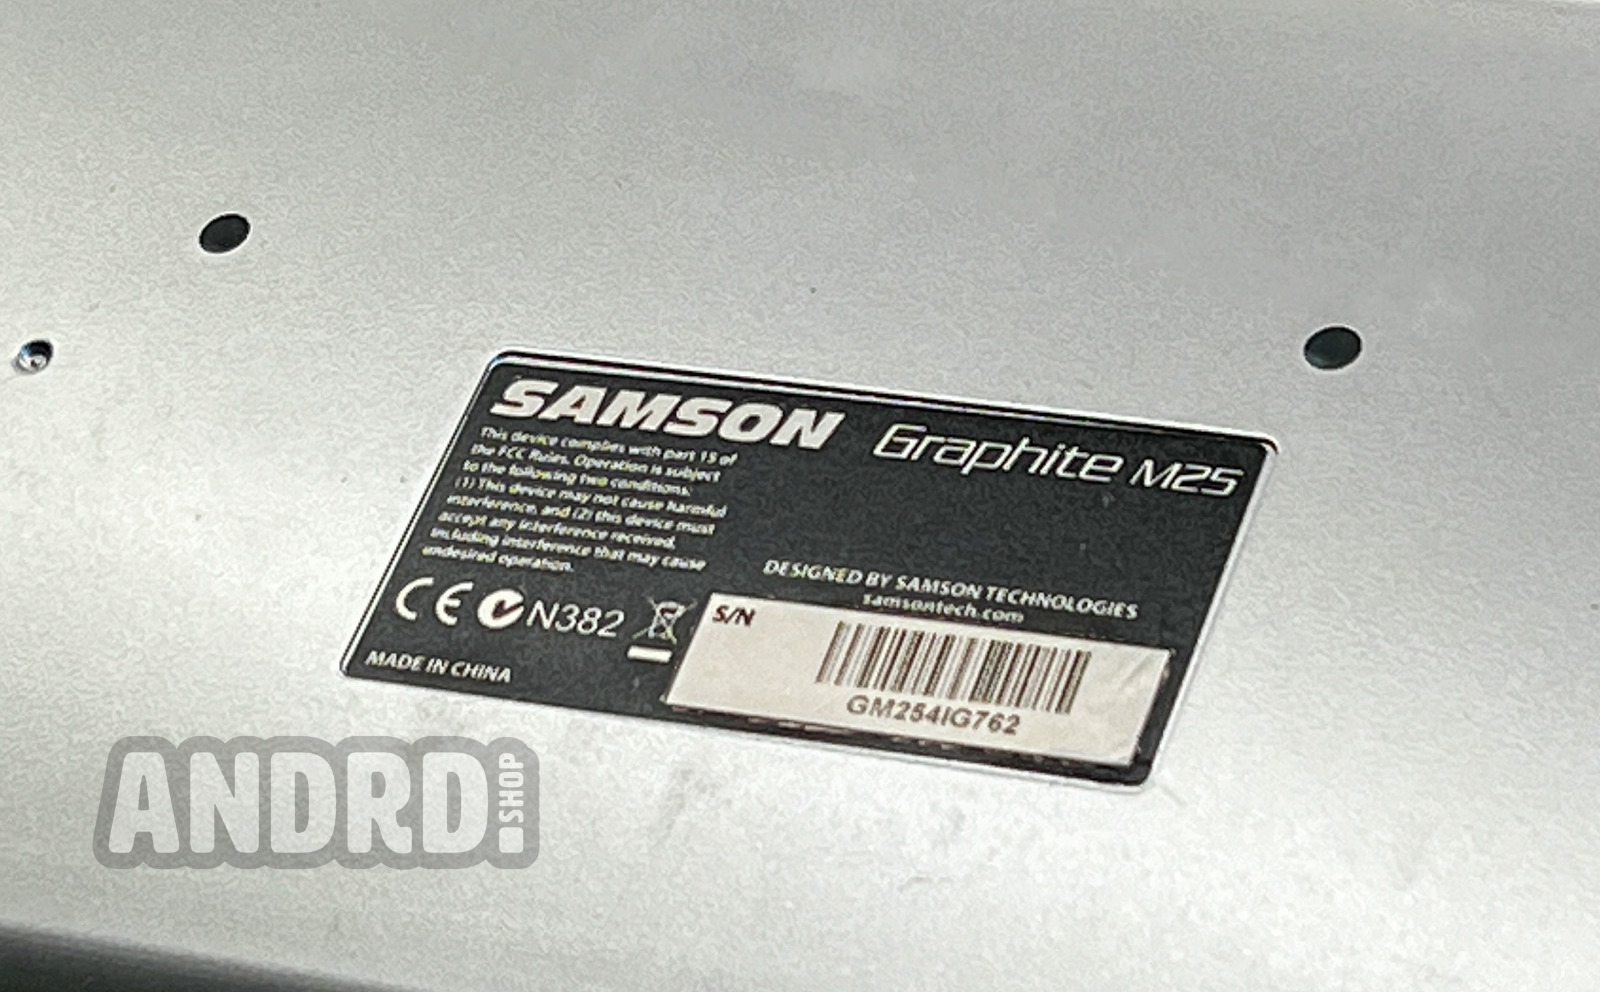 SAMSON Graphite M25
This device complies with part 15 of
the FCC Rules. Operation is subject
to the following two conditions:
(1) This device may not cause harmful
interference, and (2) this device must
accept any interference received,
including interference that may cause
undesired operation.
DESIGNED BY SAMSON TECHNOLOGIES
samsontech.com
CE N382
S/N
GM254IG762
MADE IN CHINA
ANDRD SHOP